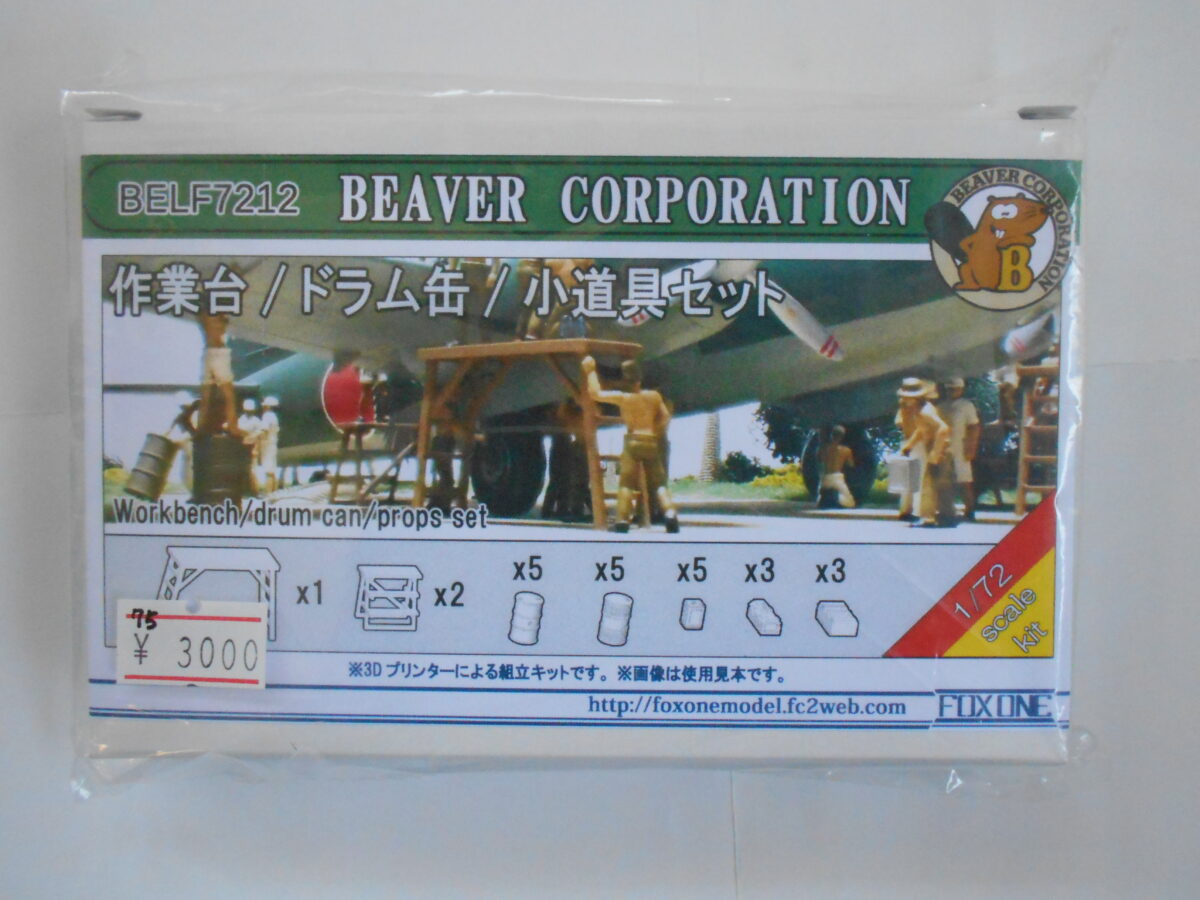 BELF7212 BEAVER CORPORATION
BEAVER CORPORATION
B
作業台/ドラム缶/小道具セット
Workbench/drum can/props set
x1 x2 x5 x5 x5 x3 x3
1/72
scale
kit
75
¥ 3000
※3Dプリンターによる組立キットです。※画像は使用見本です。
http://foxonemodel.fc2web.com
FOX ONE